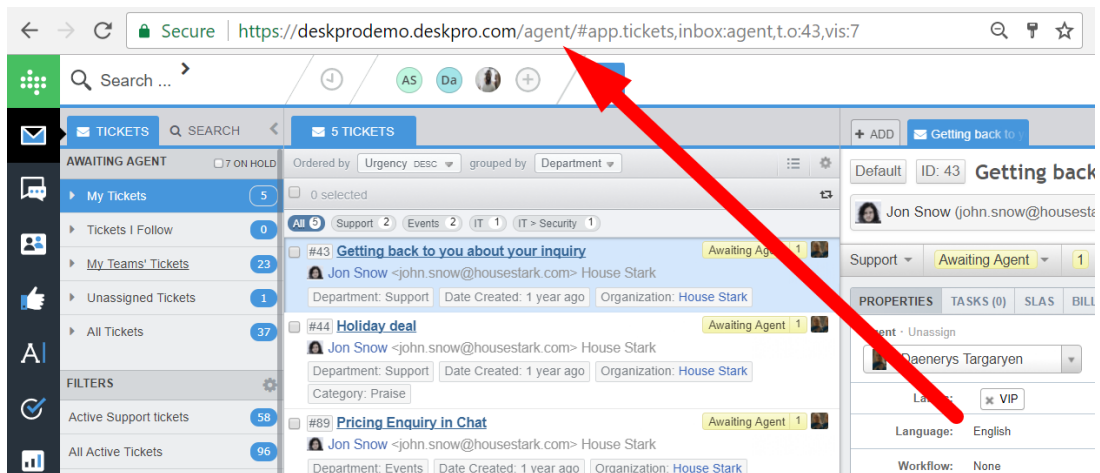 Secure | https://deskprodemo.deskpro.com/agent/#app.tickets,inbox:agent,t.o:43,vis:7
Search ...
AS Da
TICKETS SEARCH
AWAITING AGENT 7 ON HOLD
My Tickets 5
Tickets I Follow 0
My Teams' Tickets 23
Unassigned Tickets 1
All Tickets 37
FILTERS
Active Support tickets 58
All Active Tickets 96
5 TICKETS
Ordered by Urgency DESC grouped by Department
0 selected
All 5 Support 2 Events 2 IT 1 IT > Security 1
#43 Getting back to you about your inquiry Awaiting 1
Jon Snow <john.snow@housestark.com> House Stark
Department: Support Date Created: 1 year ago Organization: House Stark
#44 Holiday deal Awaiting Agent 1
Jon Snow <john.snow@housestark.com> House Stark
Department: Support Date Created: 1 year ago Organization: House Stark
Category: Praise
#89 Pricing Enquiry in Chat Awaiting Agent 1
Jon Snow <john.snow@housestark.com> House Stark
Department: Events Date Created: 1 year ago Organization: House Stark
+ ADD Getting back to
Default ID: 43 Getting back
Jon Snow (john.snow@housesta
Support Awaiting Agent 1
PROPERTIES TASKS (0) SLAS BILL
Unassign
Daenerys Targaryen
VIP
Language: English
Workflow: None